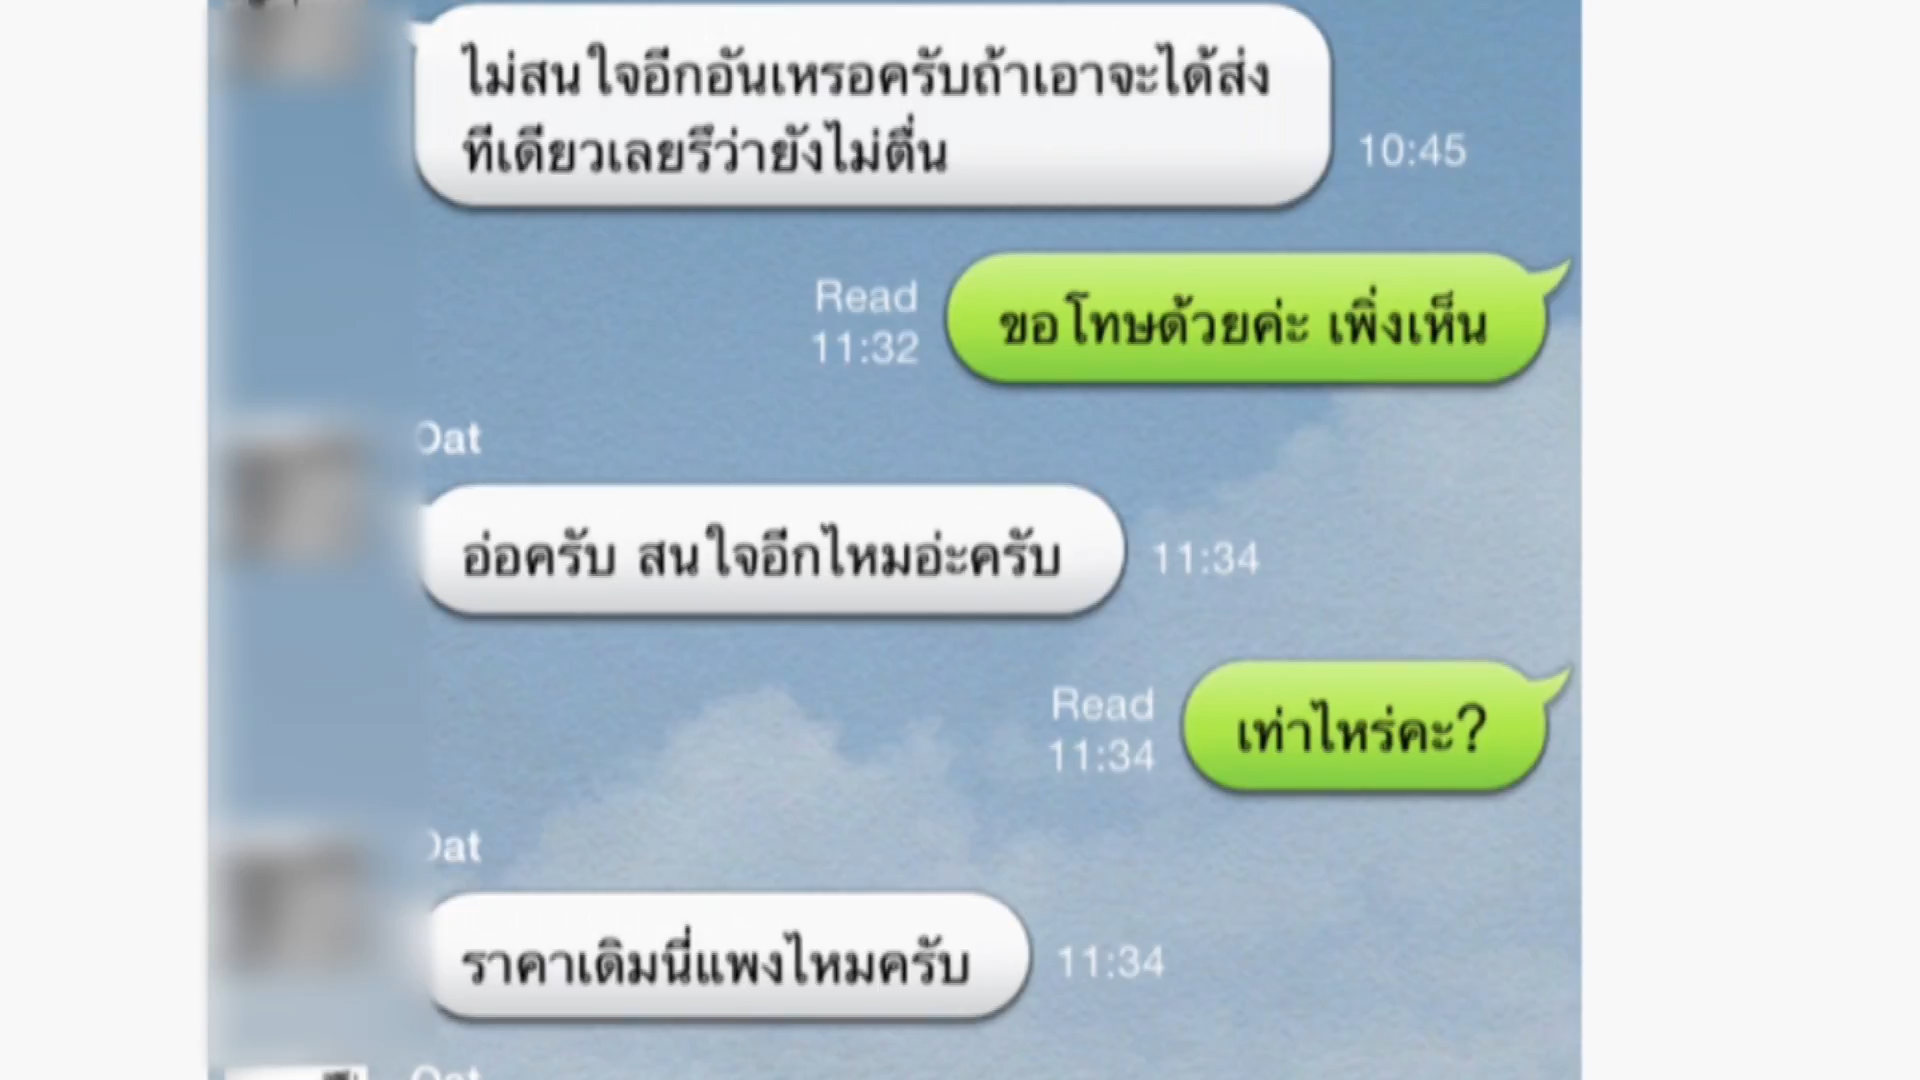 ไม่สนใจอีกอันเหรอครับถ้าเอาจะได้ส่ง
ทีเดียวเลยรึว่ายังไม่ตื่น
10:45
Read
11:32
ขอโทษด้วยค่ะ เพิ่งเห็น
Oat
อ่อครับ สนใจอีกไหมอ่ะครับ
11:34
Read
11:34
เท่าไหร่คะ?
Oat
ราคาเดิมนี่แพงไหมครับ
11:34
Oat